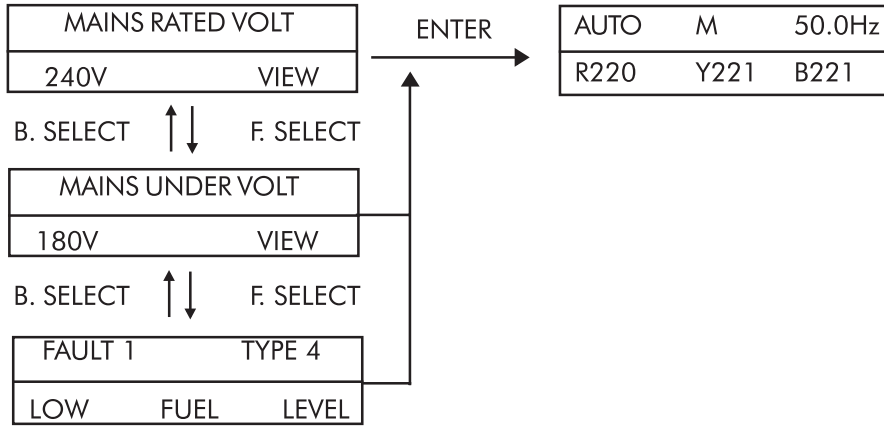 MAINS RATED VOLT
240V VIEW
ENTER
AUTO M 50.0Hz
R220 Y221 B221
B. SELECT F. SELECT
MAINS UNDER VOLT
180V VIEW
B. SELECT F. SELECT
FAULT 1 TYPE 4
LOW FUEL LEVEL